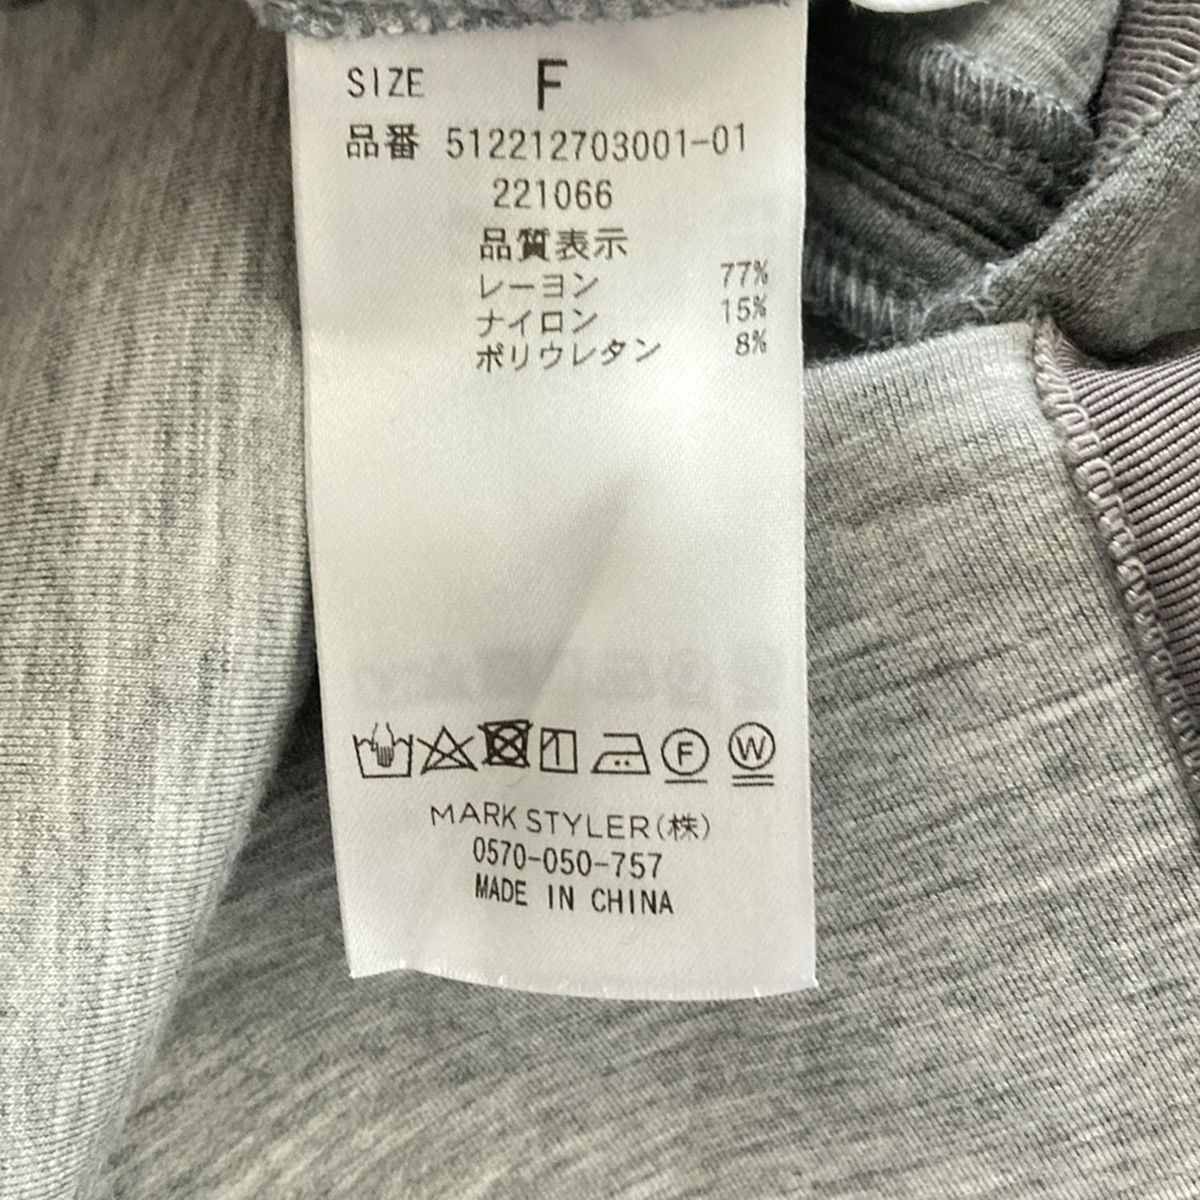 SIZE F
品番 512212703001-01
221066
品質表示
レーヨン 77%
ナイロン 15%
ポリウレタン 8%
F W
MARK STYLER(株)
0570-050-757
MADE IN CHINA